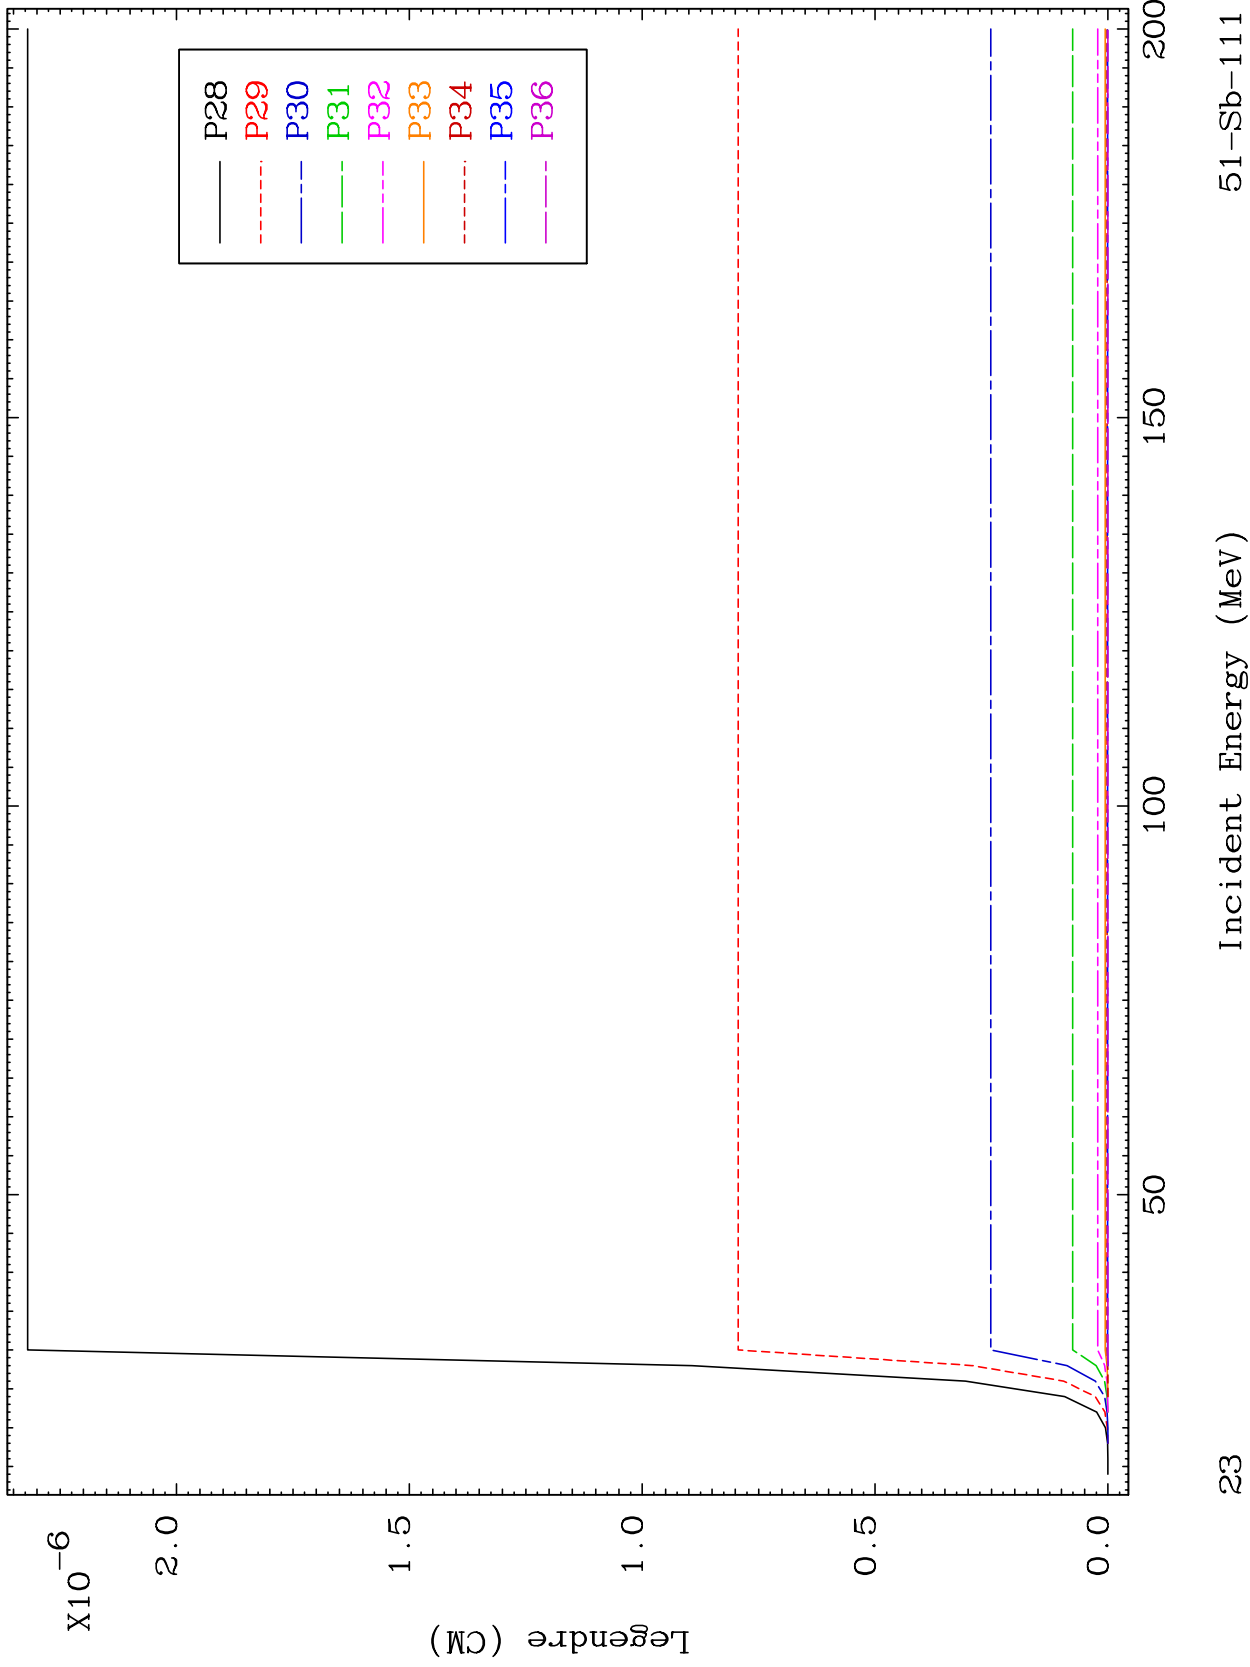 X10-6
2.0
1.5
1.0
0.5
0.0
Legendre (CM)
P28
P29
P30
P31
P32
P33
P34
P35
P36
50
100
150
200
Incident Energy (MeV)
23
51-Sb-111